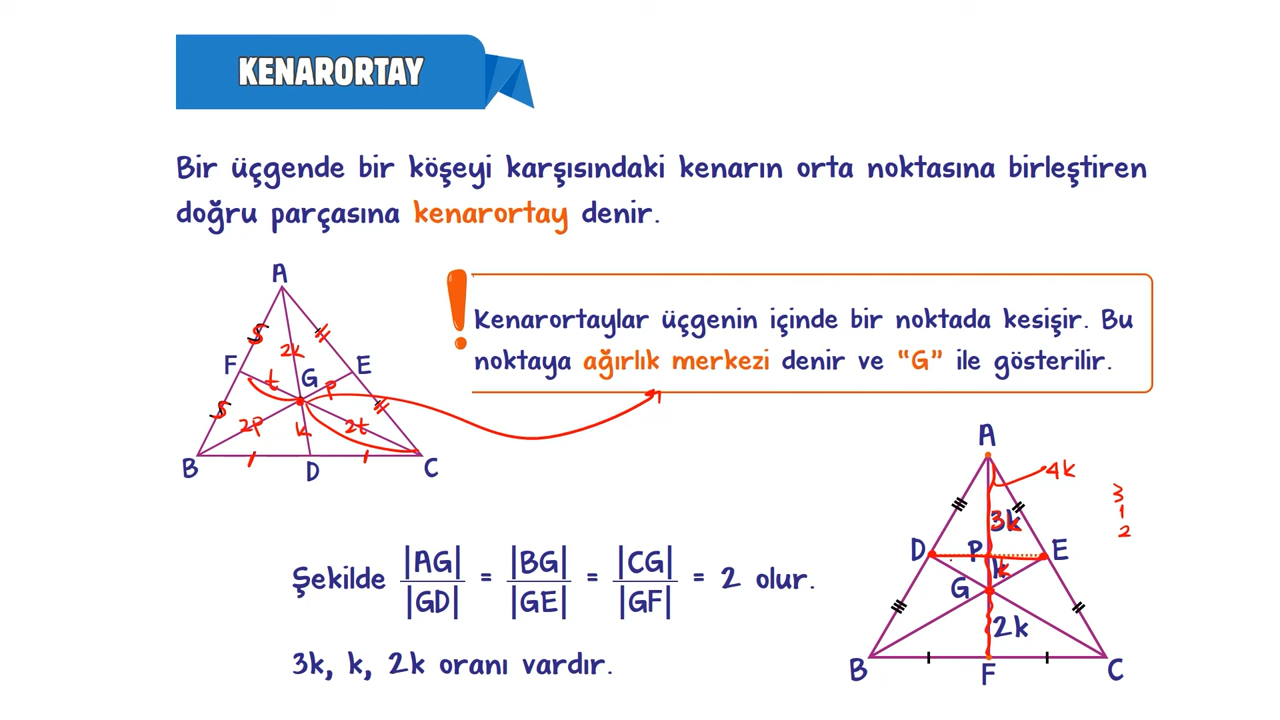 KENARORTAY
Bir üçgende bir köşeyi karşısındaki kenarın orta noktasına birleştiren
doğru parçasına kenarortay denir.
A
F
E
G
B
D
C
2k
t
p
2p
k
2t
!
Kenarortaylar üçgenin içinde bir noktada kesişir. Bu
noktaya ağırlık merkezi denir ve “G” ile gösterilir.
Şekilde |AG| / |GD| = |BG| / |GE| = |CG| / |GF| = 2 olur.
3k, k, 2k oranı vardır.
A
4k
3k
D
P
E
k
G
2k
B
F
C
3
1
2